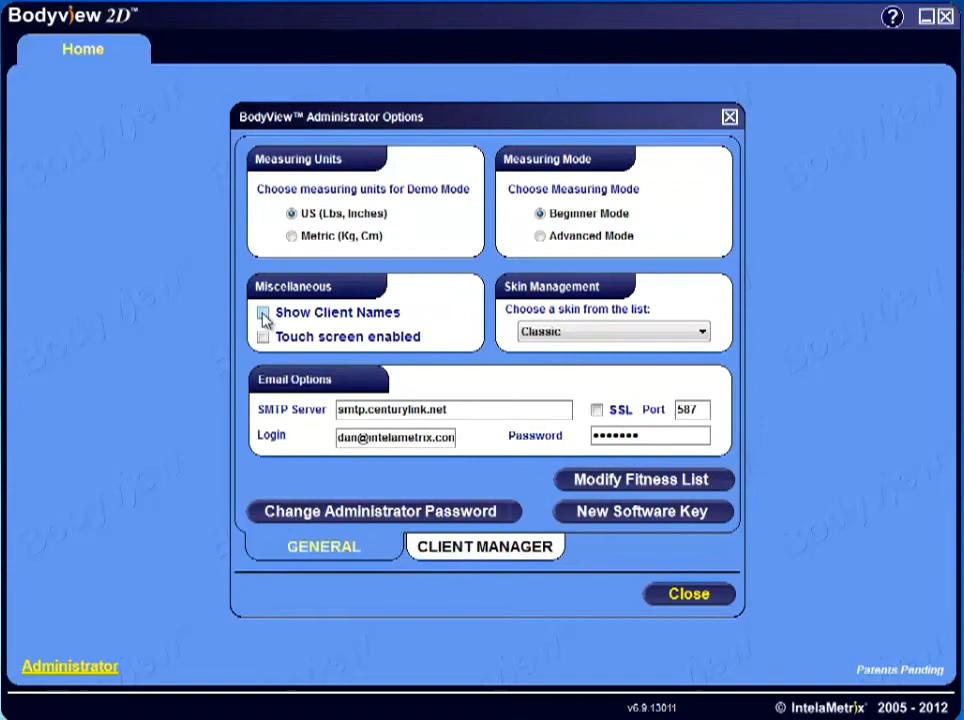 Bodyview 2D™
?
Home
BodyView™ Administrator Options
Measuring Units
Choose measuring units for Demo Mode
US (Lbs, Inches)
Metric (Kg, Cm)
Measuring Mode
Choose Measuring Mode
Beginner Mode
Advanced Mode
Miscellaneous
Show Client Names
Touch screen enabled
Skin Management
Choose a skin from the list:
Classic
Email Options
SMTP Server smtp.centurylink.net SSL Port 587
Login dan@intelametrix.con Password •••••••
Modify Fitness List
Change Administrator Password New Software Key
GENERAL CLIENT MANAGER
Close
Administrator
Patents Pending
v6.9.13011 © IntelaMetrix® 2005 - 2012